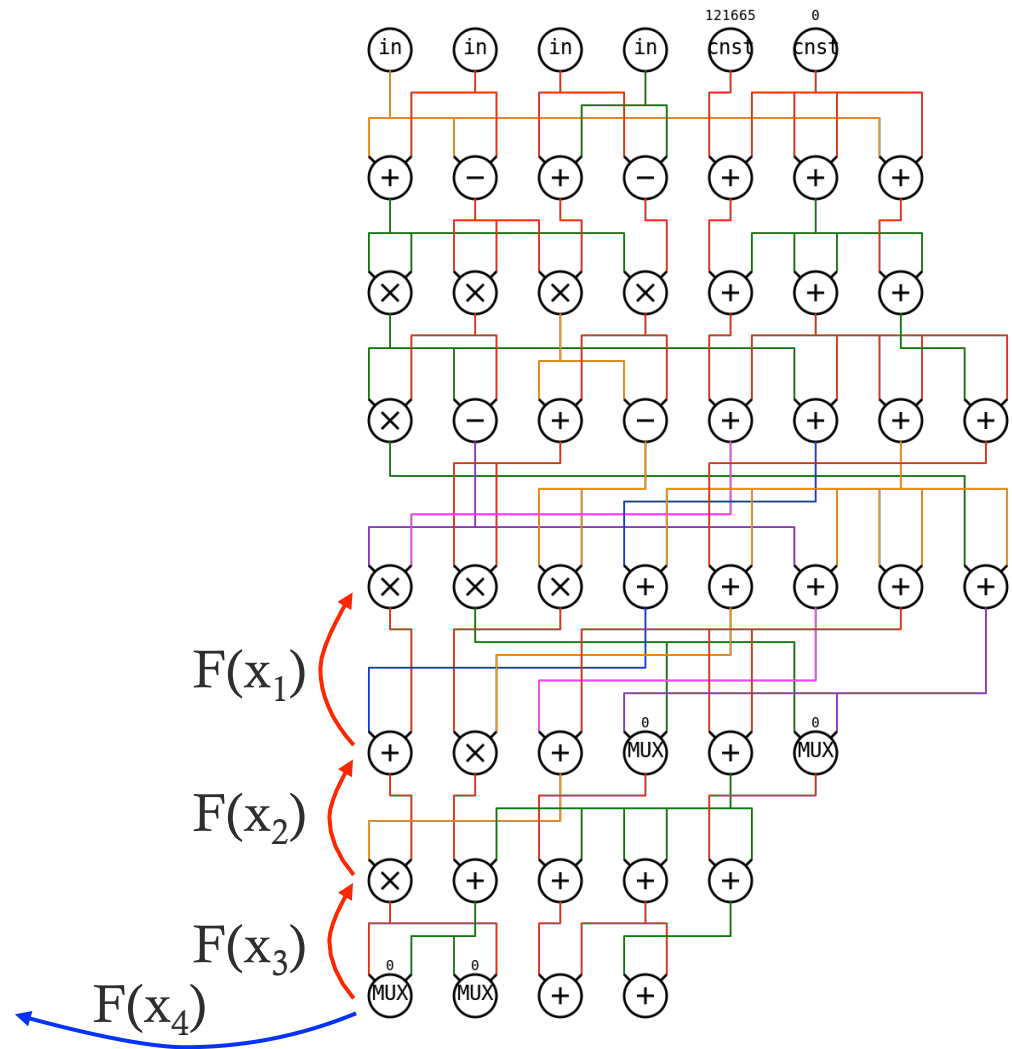 121665 0
in in in in cnst cnst
+ − + − + + +
× × × × + + +
× − + − + + + +
× × × + + + + +
F(x₁)
0 0
+ × + MUX + MUX
F(x₂)
× + + + +
F(x₃)
0 0
MUX MUX + +
F(x₄)